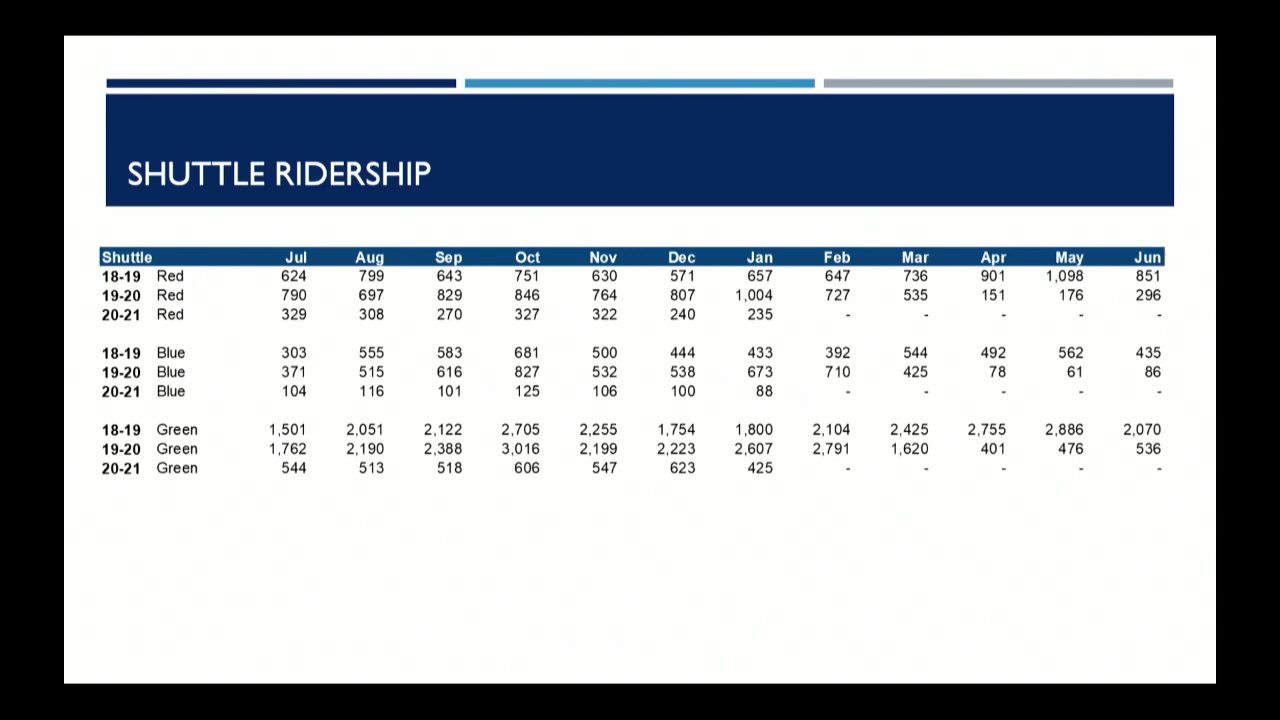 SHUTTLE RIDERSHIP
Shuttle Jul Aug Sep Oct Nov Dec Jan Feb Mar Apr May Jun
18-19 Red 624 799 643 751 630 571 657 647 736 901 1,098 851
19-20 Red 790 697 829 846 764 807 1,004 727 535 151 176 296
20-21 Red 329 308 270 327 322 240 235 - - - - -
18-19 Blue 303 555 583 681 500 444 433 392 544 492 562 435
19-20 Blue 371 515 616 827 532 538 673 710 425 78 61 86
20-21 Blue 104 116 101 125 106 100 88 - - - - -
18-19 Green 1,501 2,051 2,122 2,705 2,255 1,754 1,800 2,104 2,425 2,755 2,886 2,070
19-20 Green 1,762 2,190 2,388 3,016 2,199 2,223 2,607 2,791 1,620 401 476 536
20-21 Green 544 513 518 606 547 623 425 - - - - -